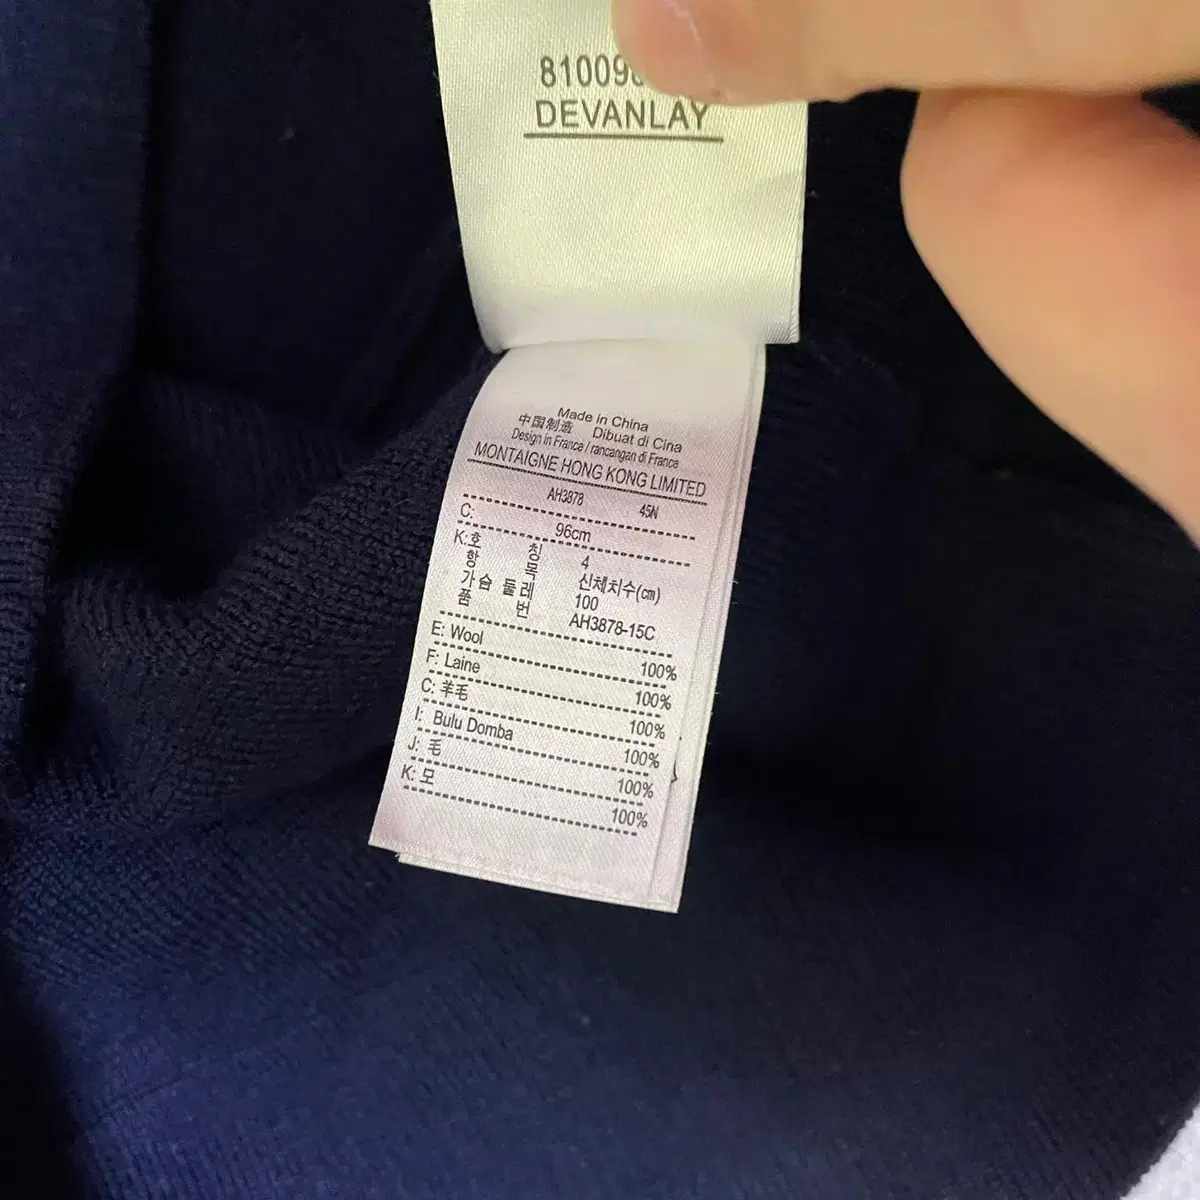 81009
DEVANLAY
Made in China
中国制造 Dibuat di Cina
Design in France / rancangan di France
MONTAIGNE HONG KONG LIMITED
AH3878 45N
C: 96cm
K:호 칭 4
항 목 신체치수(cm)
가슴 둘레 100
품 번 AH3878-15C
E: Wool 100%
F: Laine 100%
C: 羊毛 100%
I: Bulu Domba 100%
J: 毛 100%
K: 모 100%